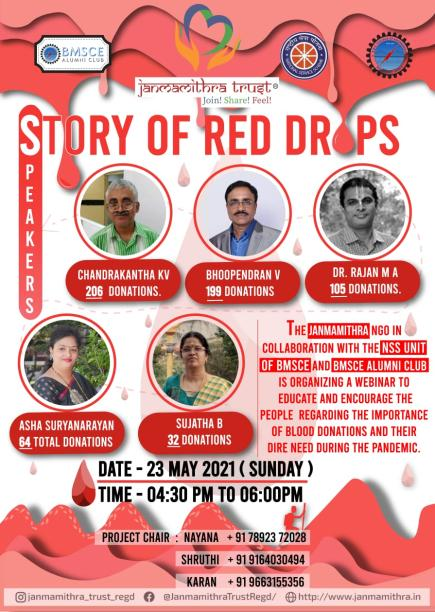 BMSCE
ALUMNI CLUB
janmamithra trust®
Join! Share! Feel!
STORY OF RED DROPS
SPEAKERS
CHANDRAKANTHA KV
206 DONATIONS.
BHOOPENDRAN V
199 DONATIONS
DR. RAJAN M A
105 DONATIONS.
ASHA SURYANARAYAN
64 TOTAL DONATIONS
SUJATHA B
32 DONATIONS
THE JANMAMITHRA NGO IN
COLLABORATION WITH THE NSS UNIT
OF BMSCE AND BMSCE ALUMNI CLUB
IS ORGANIZING A WEBINAR TO
EDUCATE AND ENCOURAGE THE
PEOPLE REGARDING THE IMPORTANCE
OF BLOOD DONATIONS AND THEIR
DIRE NEED DURING THE PANDEMIC.
DATE - 23 MAY 2021 ( SUNDAY )
TIME - 04:30 PM TO 06:00PM
PROJECT CHAIR : NAYANA + 91 78923 72028
SHRUTHI + 91 9164030494
KARAN + 91 9663155356
janmamithra_trust_regd
@JanmamithraTrustRegd/
http://www.janmamithra.in